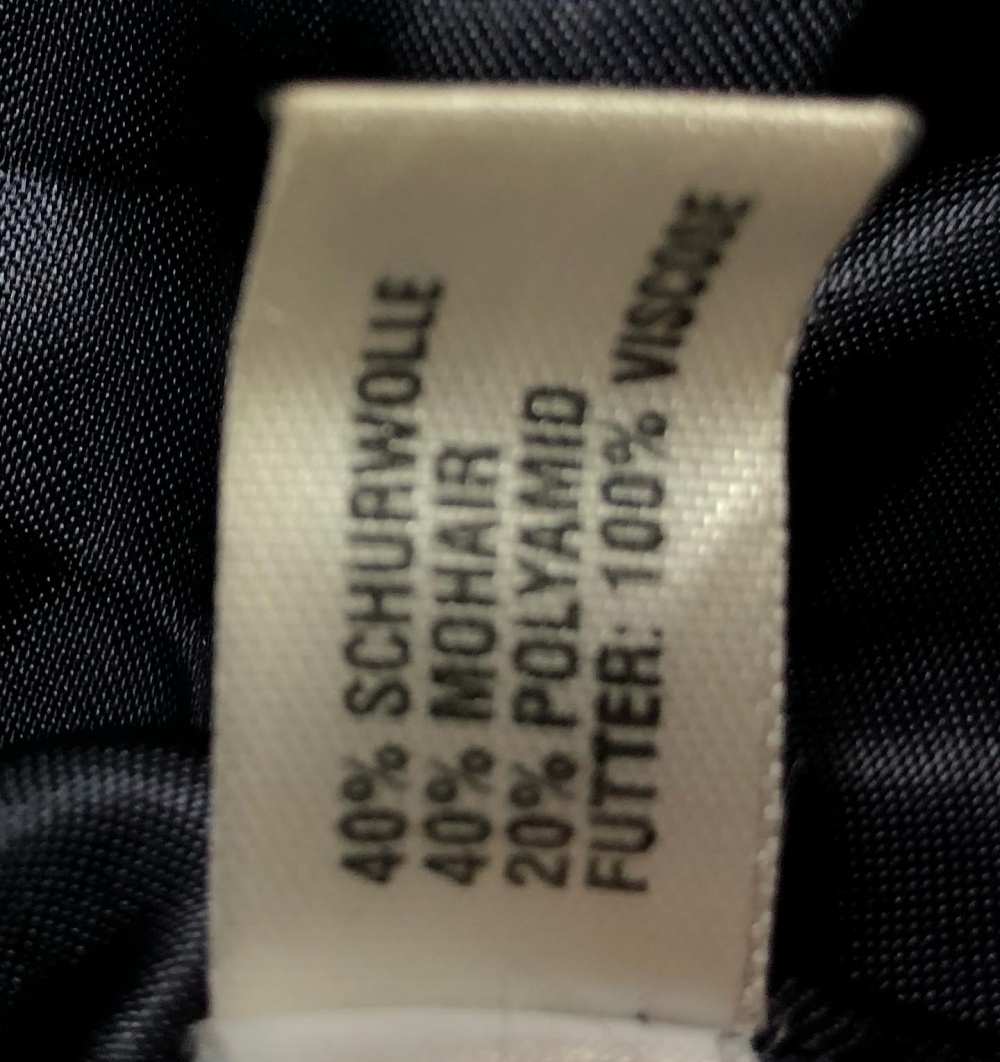 40% SCHURWOLLE
40% MOHAIR
20% POLYAMID
FUTTER: 100% VISCOSE